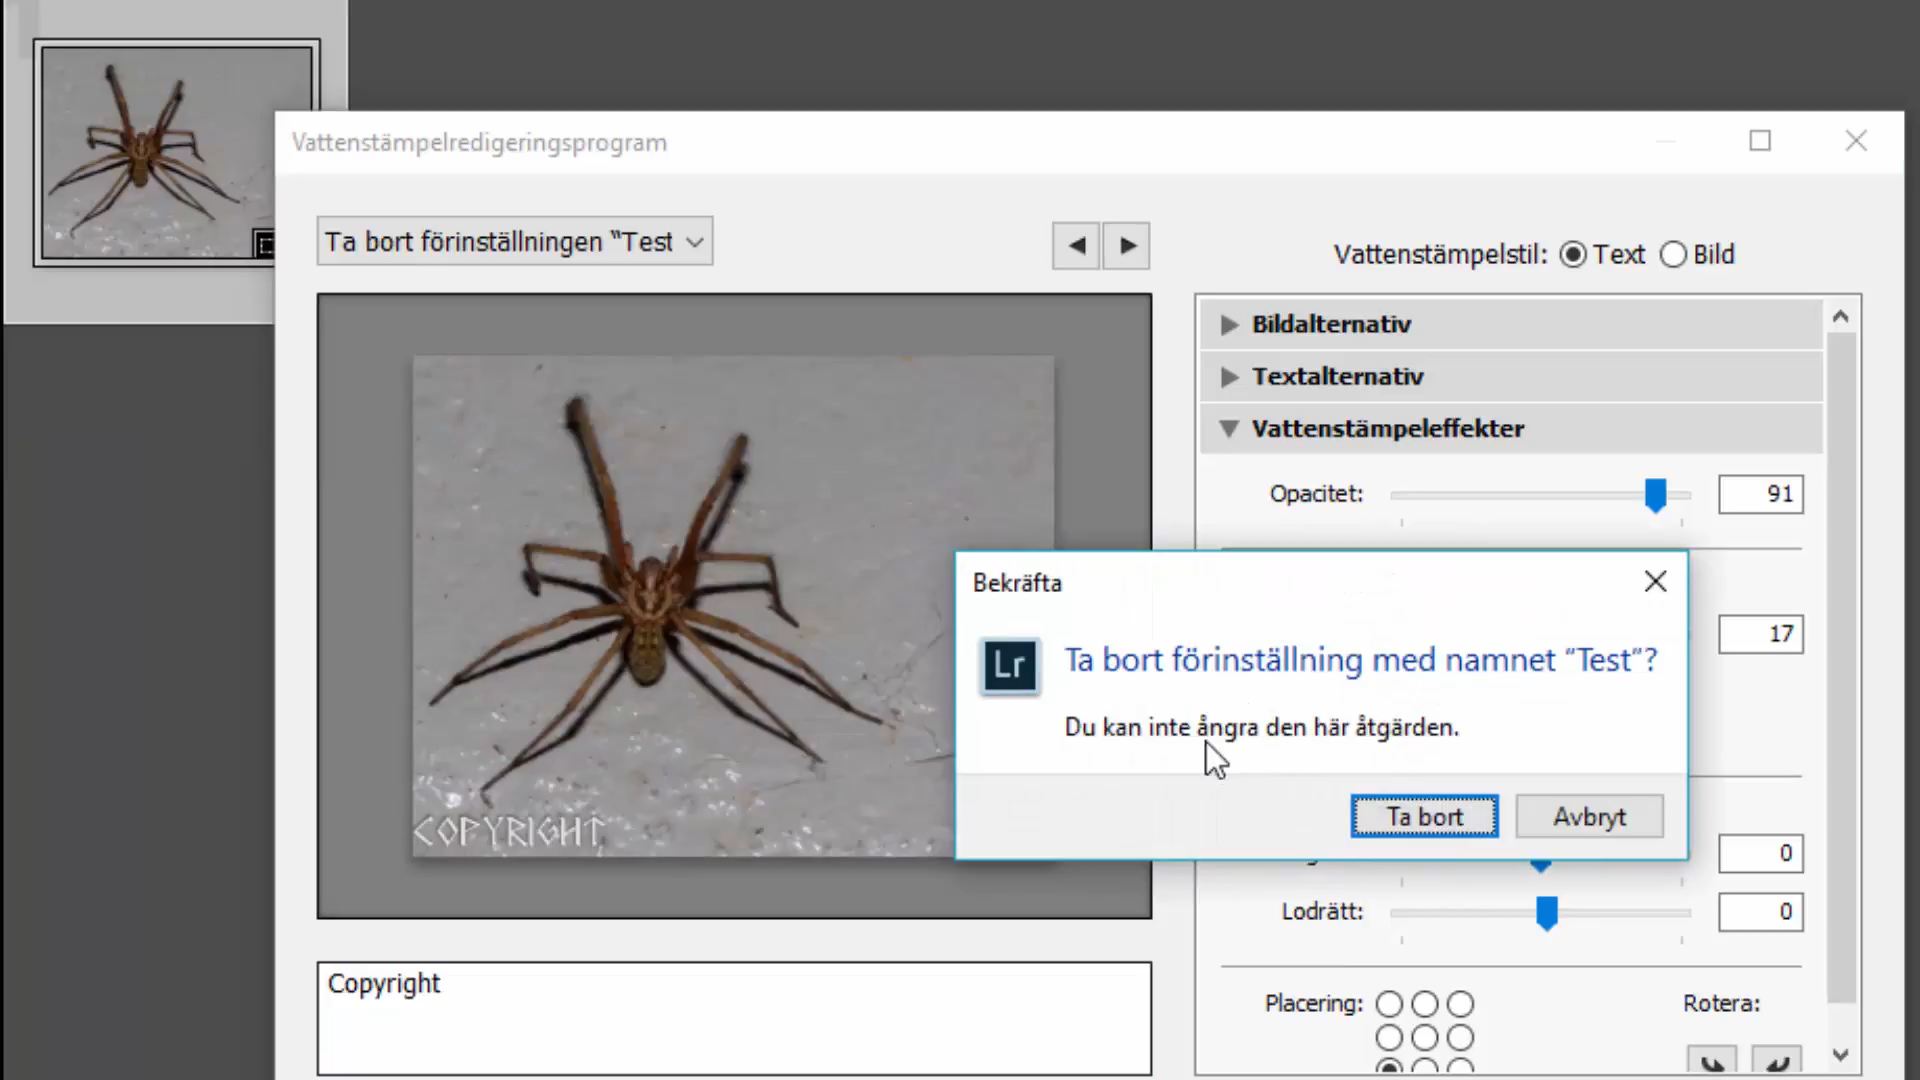 Vattenstämpelredigeringsprogram
Ta bort förinställningen “Test
Vattenstämpelstil: Text Bild
Bildalternativ
Textalternativ
Vattenstämpeleffekter
Opacitet: 91
17
Bekräfta
Lr
Ta bort förinställning med namnet “Test”?
Du kan inte ångra den här åtgärden.
Ta bort Avbryt
0
Lodrätt: 0
COPYRIGHT
Copyright
Placering: Rotera: